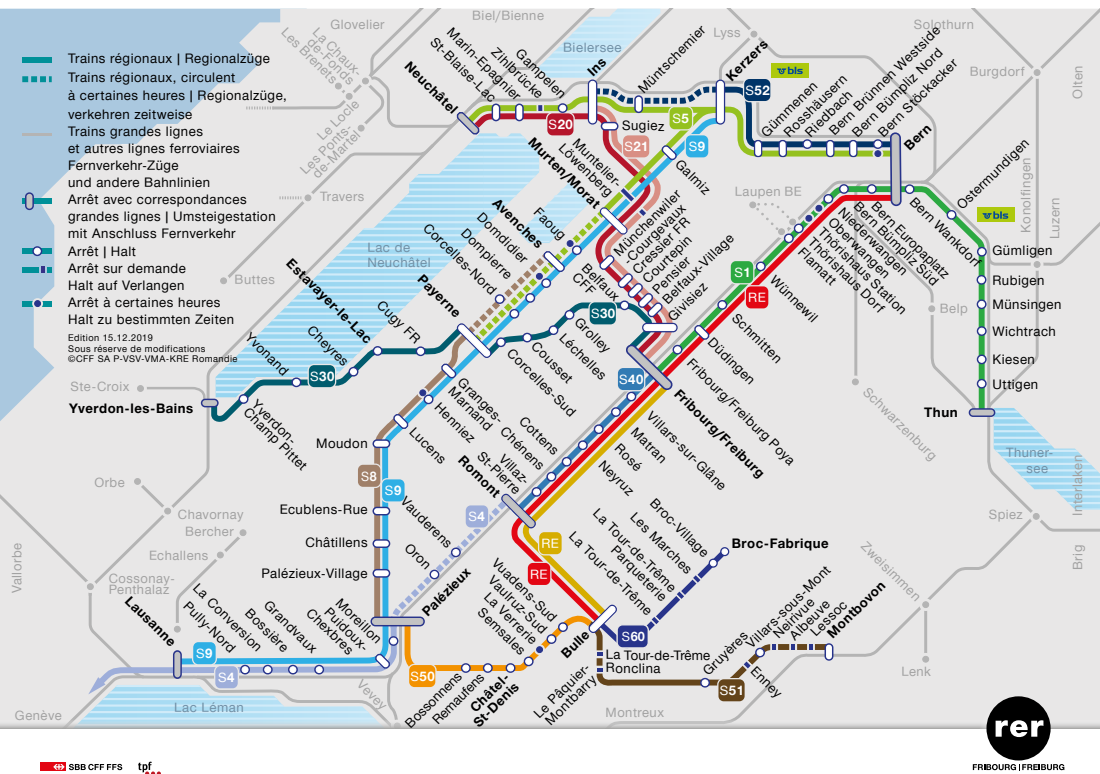 Trains régionaux | Regionalzüge
Trains régionaux, circulent
à certaines heures | Regionalzüge,
verkehren zeitweise
Trains grandes lignes
et autres lignes ferroviaires
Fernverkehr-Züge
und andere Bahnlinien
Arrêt avec correspondances
grandes lignes | Umsteigestation
mit Anschluss Fernverkehr
Arrêt | Halt
Arrêt sur demande
Halt auf Verlangen
Arrêt à certaines heures
Halt zu bestimmten Zeiten
Edition 15.12.2019
Sous réserve de modifications
©CFF SA P-VSV-VMA-KRE Romandie
Glovelier
Biel/Bienne
Solothurn
La Chaux-
de-Fonds
Les Brenets
Le Locle
Les Ponts-
de-Martel
Travers
Buttes
Bielersee
Lyss
Burgdorf
Olten
Konolfingen
Luzern
Neuchâtel
St-Blaise-Lac
Marin-Epagnier
Zihlbrücke
Gampelen
Ins
Müntschemier
Kerzers
bls
S52
S20
S5
S9
S21
Gümmenen
Rosshäusern
Riedbach
Bern Brünnen Westside
Bern Bümpliz Nord
Bern Stöckacker
Bern
Sugiez
Galmiz
Muntelier-
Löwenberg
Murten/Morat
Faoug
Avenches
Domdidier
Dompierre
Corcelles-Nord
Payerne
Lac de
Neuchâtel
Münchenwiler
Courgevaux
Cressier FR
Courtepin
Pensier
Belfaux-Village
Givisiez
Belfaux
CFF
Grolley
Léchelles
Cousset
Corcelles-Sud
S30
Estavayer-le-Lac
Cugy FR
Cheyres
Yvonand
S30
Yverdon-
Champ Pittet
Ste-Croix
Yverdon-les-Bains
Laupen BE
Ostermundigen
bls
Bern Wankdorf
Bern Europaplatz
Bern Bümpliz Süd
Niederwangen
Oberwangen
Thörishaus Station
Thörishaus Dorf
Flamatt
Wünnewil
Schmitten
Düdingen
Fribourg/Freiburg Poya
Fribourg/Freiburg
S1
RE
Gümligen
Rubigen
Münsingen
Wichtrach
Kiesen
Uttigen
Thun
Belp
Schwarzenburg
Thuner-
see
Interlaken
Spiez
Brig
Zweisimmen
Lenk
S40
Villars-sur-Glâne
Matran
Rosé
Neyruz
Cottens
Chénens
Villaz-
St-Pierre
Romont
Granges-
Marnand
Henniez
Lucens
Moudon
S8
S9
Ecublens-Rue
Châtillens
Palézieux-Village
Palézieux
Vauderens
Oron
S4
RE
RE
Orbe
Chavornay
Bercher
Echallens
Cossonay-
Penthalaz
Vallorbe
Lausanne
S9
S4
Pully-Nord
La Conversion
Bossière
Grandvaux
Puidoux-
Chexbres
Moreillon
Genève
Lac Léman
Vevey
Montreux
S50
Bossonnens
Remaufens
Châtel-
St-Denis
Semsales
La Verrerie
Vaulruz-Sud
Vuadens-Sud
Bulle
La Tour-de-Trême
La Tour-de-Trême
Parqueterie
Les Marches
Broc-Village
Broc-Fabrique
S60
La Tour-de-Trême
Ronclina
Le Pâquier-
Montbarry
Gruyères
S51
Enney
Villars-sous-Mont
Neirivue
Albeuve
Lessoc
Montbovon
SBB CFF FFS
tpf
rer
FRIBOURG | FREIBURG